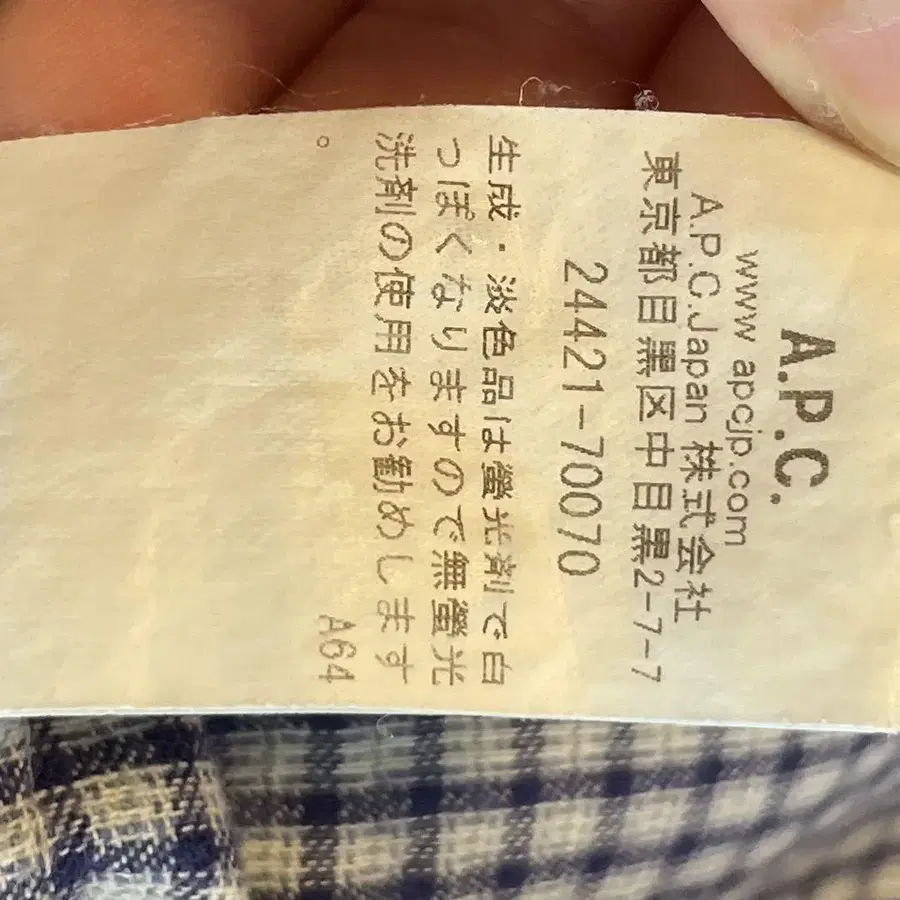 A.P.C.
www apcjp.com
A.P.C.Japan 株式会社
東京都目黒区中目黒2-7-7
24421-70070
生成・淡色品は螢光剤で白
っぽくなりますので無螢光
洗剤の使用をお勧めします
。
A64